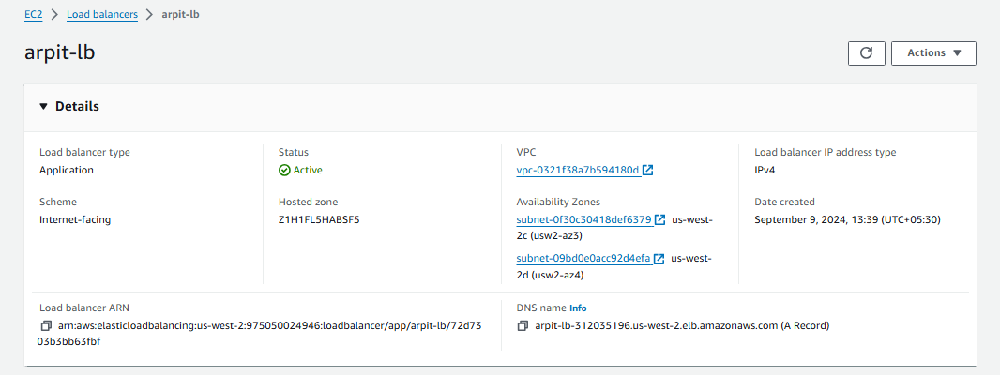 EC2 > Load balancers > arpit-lb
arpit-lb
Actions
Details
Load balancer type
Application
Status
Active
VPC
vpc-0321f38a7b594180d
Load balancer IP address type
IPv4
Scheme
Internet-facing
Hosted zone
Z1H1FL5HABSF5
Availability Zones
subnet-0f30c30418def6379 us-west-
2c (usw2-az3)
subnet-09bd0e0acc92d4efa us-west-
2d (usw2-az4)
Date created
September 9, 2024, 13:39 (UTC+05:30)
Load balancer ARN
arn:aws:elasticloadbalancing:us-west-2:975050024946:loadbalancer/app/arpit-lb/72d73
03b3bb63fbf
DNS name Info
arpit-lb-312035196.us-west-2.elb.amazonaws.com (A Record)